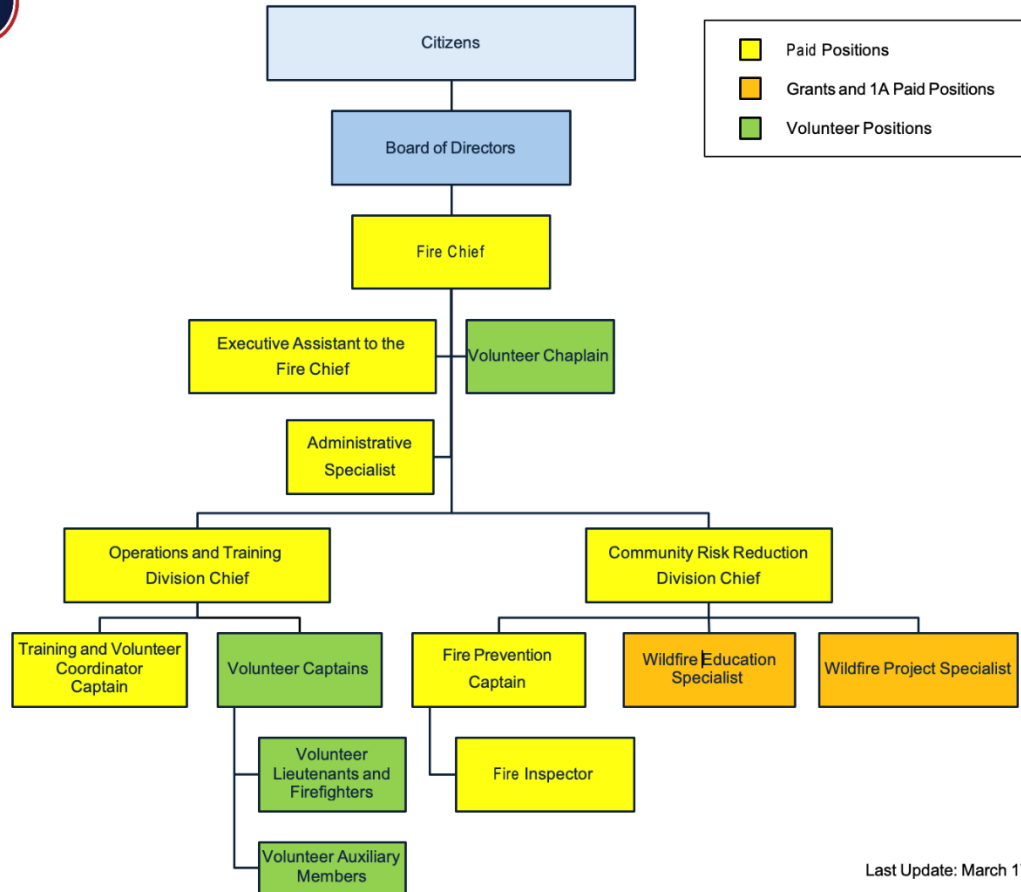 Citizens
Paid Positions
Grants and 1A Paid Positions
Volunteer Positions
Board of Directors
Fire Chief
Executive Assistant to the
Fire Chief
Volunteer Chaplain
Administrative
Specialist
Operations and Training
Division Chief
Community Risk Reduction
Division Chief
Training and Volunteer
Coordinator
Captain
Volunteer Captains
Fire Prevention
Captain
Wildfire Education
Specialist
Wildfire Project Specialist
Volunteer
Lieutenants and
Firefighters
Fire Inspector
Volunteer Auxiliary
Members
Last Update: March